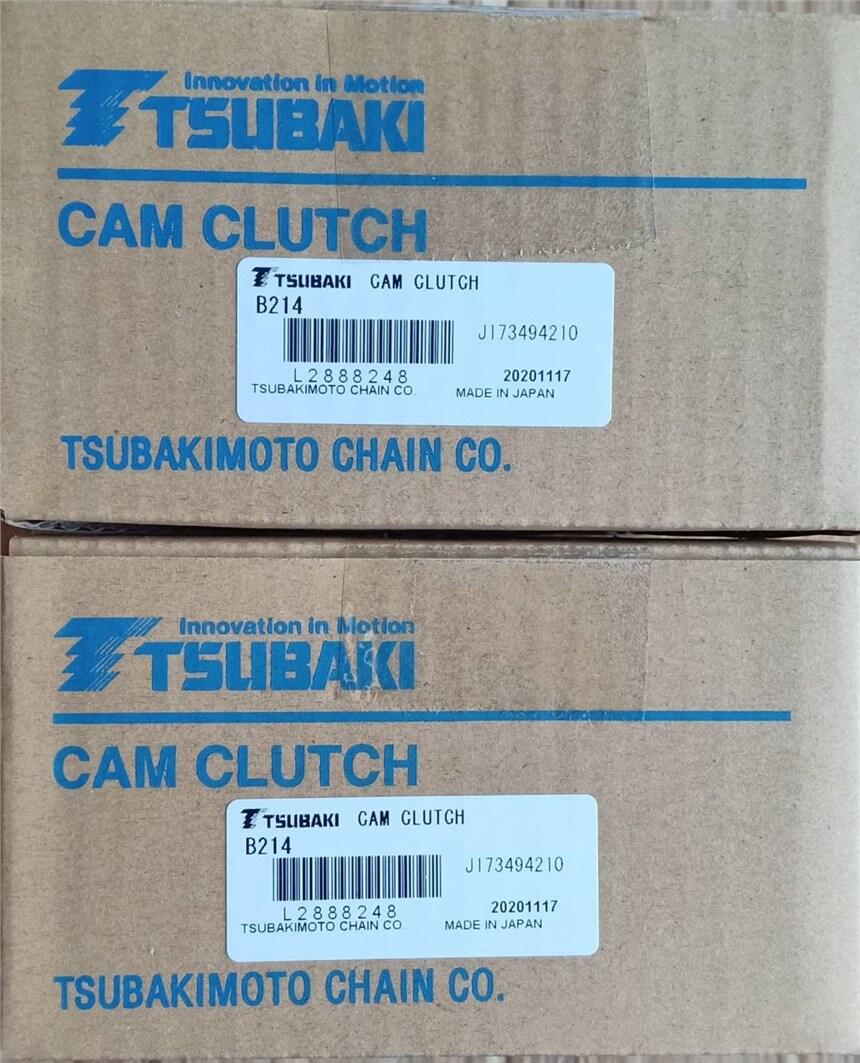 Innovation in Motion
TSUBAKI
CAM CLUTCH
TSUBAKI CAM CLUTCH
B214
J173494210
L2888248
20201117
TSUBAKIMOTO CHAIN CO. MADE IN JAPAN
TSUBAKIMOTO CHAIN CO.
Innovation in Motion
TSUBAKI
CAM CLUTCH
TSUBAKI CAM CLUTCH
B214
J173494210
L2888248
20201117
TSUBAKIMOTO CHAIN CO. MADE IN JAPAN
TSUBAKIMOTO CHAIN CO.